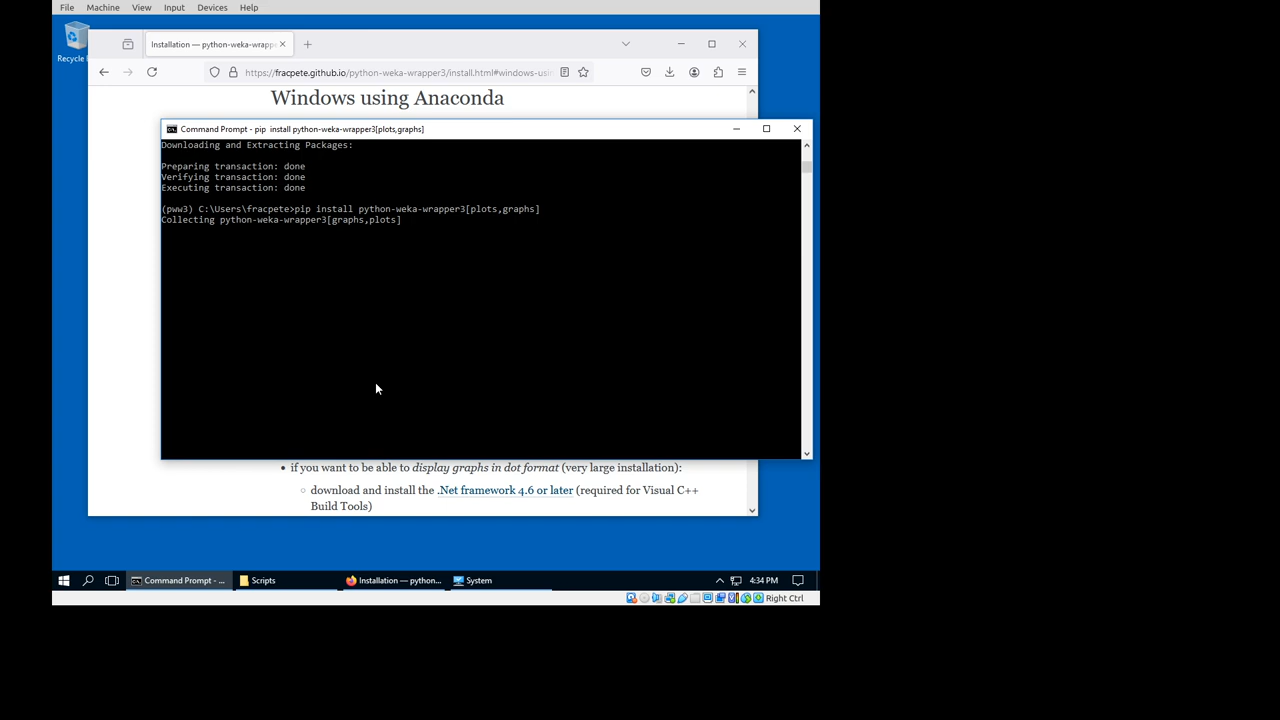 File Machine View Input Devices Help
Recycle
Installation — python-weka-wrappe
https://fracpete.github.io/python-weka-wrapper3/install.html#windows-usi
Windows using Anaconda
Command Prompt - pip  install python-weka-wrapper3[plots,graphs]
Downloading and Extracting Packages:
Preparing transaction: done
Verifying transaction: done
Executing transaction: done
(pww3) C:\Users\fracpete>pip install python-weka-wrapper3[plots,graphs]
Collecting python-weka-wrapper3[graphs,plots]
• if you want to be able to display graphs in dot format (very large installation):
○ download and install the .Net framework 4.6 or later (required for Visual C++
Build Tools)
Command Prompt - ... Scripts Installation — python... System 4:34 PM
Right Ctrl